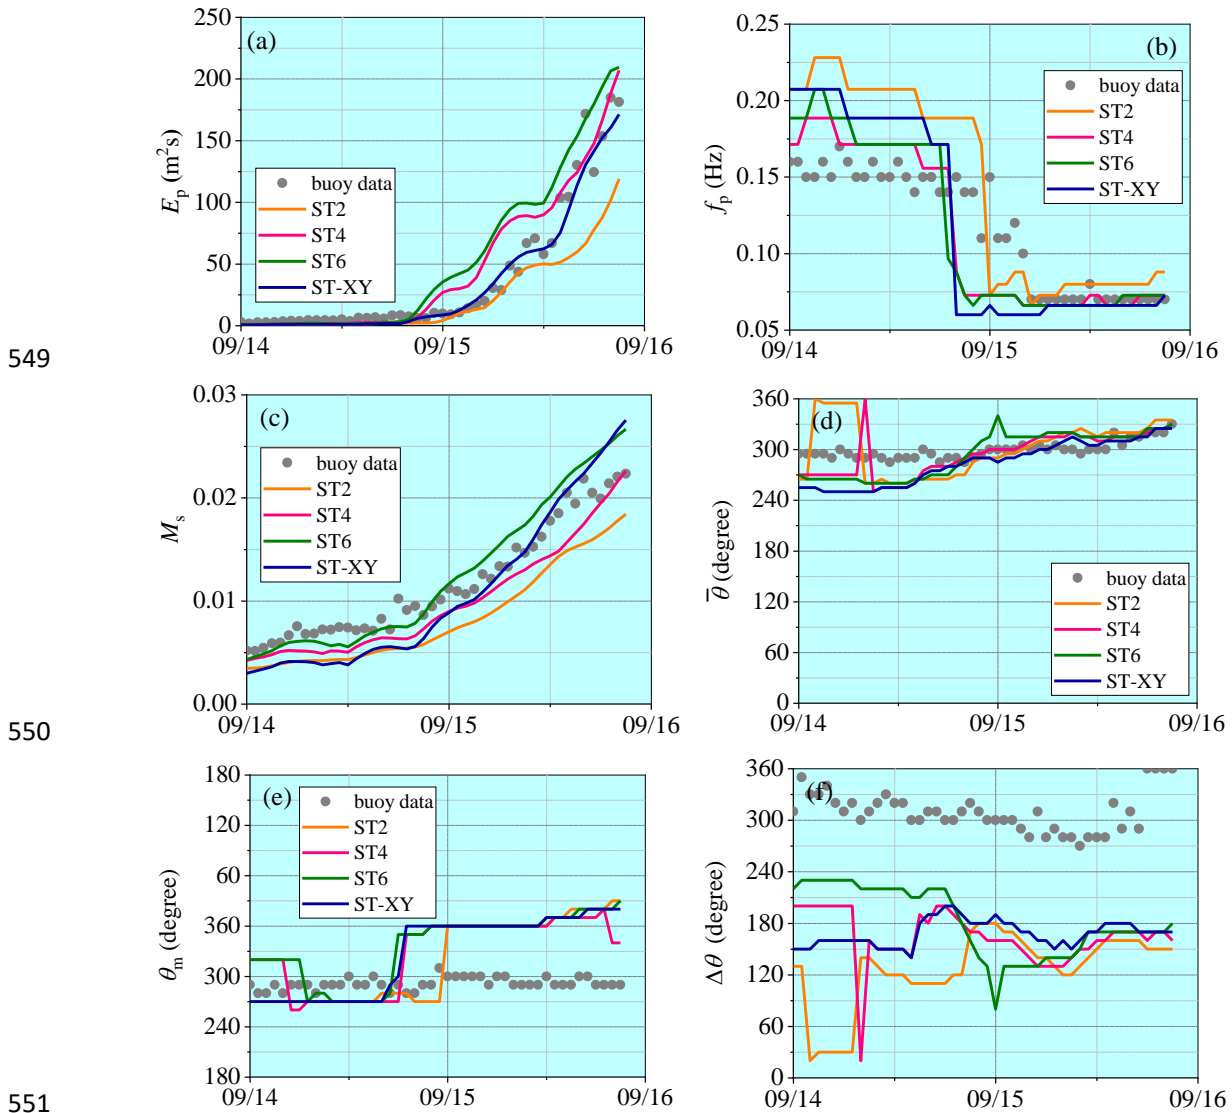 250
200
150
100
50
0
E_p (m²s)
(a)
buoy data
ST2
ST4
ST6
ST-XY
09/14
09/15
09/16
0.25
0.20
0.15
0.10
0.05
f_p (Hz)
(b)
buoy data
ST2
ST4
ST6
ST-XY
09/14
09/15
09/16
549
0.03
0.02
0.01
0.00
M_s
(c)
buoy data
ST2
ST4
ST6
ST-XY
09/14
09/15
09/16
360
300
240
180
120
60
0
θ̅ (degree)
(d)
buoy data
ST2
ST4
ST6
ST-XY
09/14
09/15
09/16
550
180
120
60
360
300
240
180
θ_m (degree)
(e)
buoy data
ST2
ST4
ST6
ST-XY
09/14
09/15
09/16
360
300
240
180
120
60
0
Δθ (degree)
(f)
09/14
09/15
09/16
551